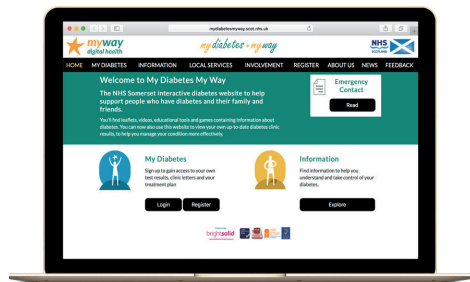 mydiabetesmyway.scot.nhs.uk
myway
digital health
my diabetes • my way
NHS
SCOTLAND
HOME MY DIABETES INFORMATION LOCAL SERVICES INVOLVEMENT REGISTER ABOUT US NEWS FEEDBACK
Welcome to My Diabetes My Way
The NHS Somerset interactive diabetes website to help
support people who have diabetes and their family and
friends.
You'll find leaflets, videos, educational tools and games containing information about
diabetes. You can now also use this website to view your own up-to-date diabetes clinic
results, to help you manage your condition more effectively.
Emergency
Contact
Read
My Diabetes
Sign up to gain access to your own
test results, clinic letters and your
treatment plan
Login Register
Information
Find information to help you
understand and take control of your
diabetes.
Explore
brightsolid